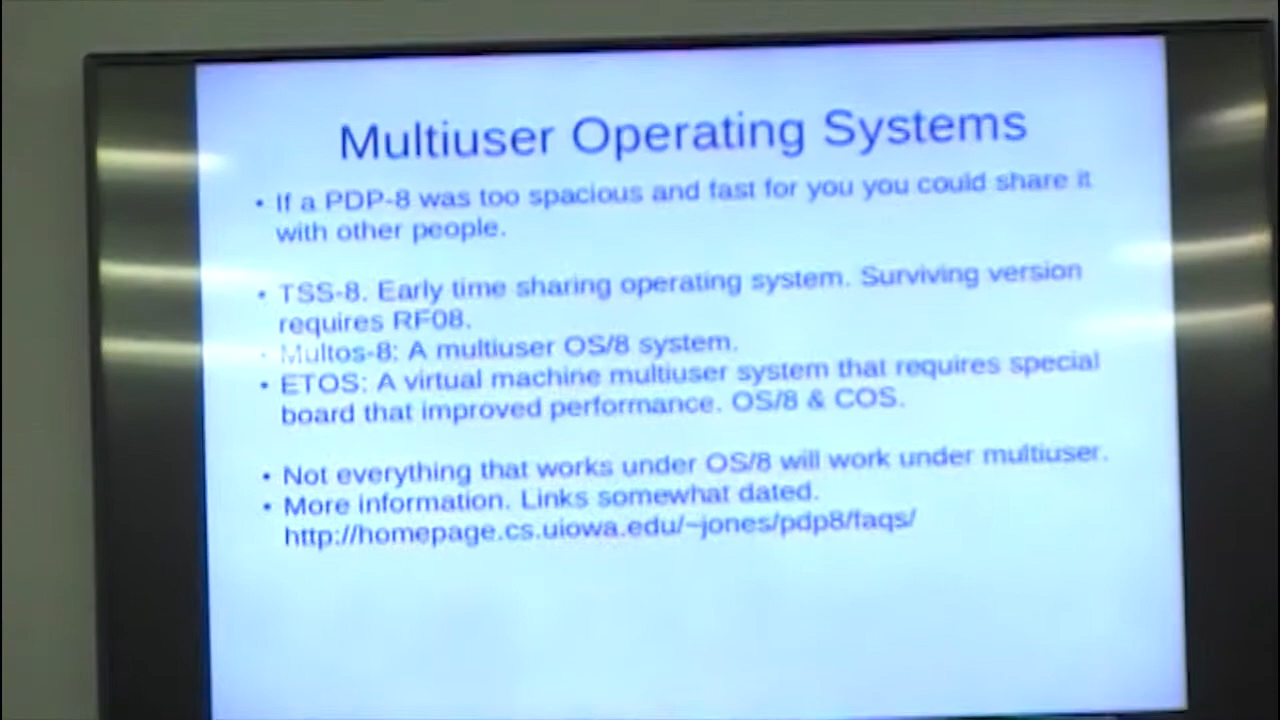 Multiuser Operating Systems
• If a PDP-8 was too spacious and fast for you you could share it
with other people.
• TSS-8. Early time sharing operating system. Surviving version
requires RF08.
• Multos-8: A multiuser OS/8 system.
• ETOS: A virtual machine multiuser system that requires special
board that improved performance. OS/8 & COS.
• Not everything that works under OS/8 will work under multiuser.
• More information. Links somewhat dated.
http://homepage.cs.uiowa.edu/~jones/pdp8/faqs/